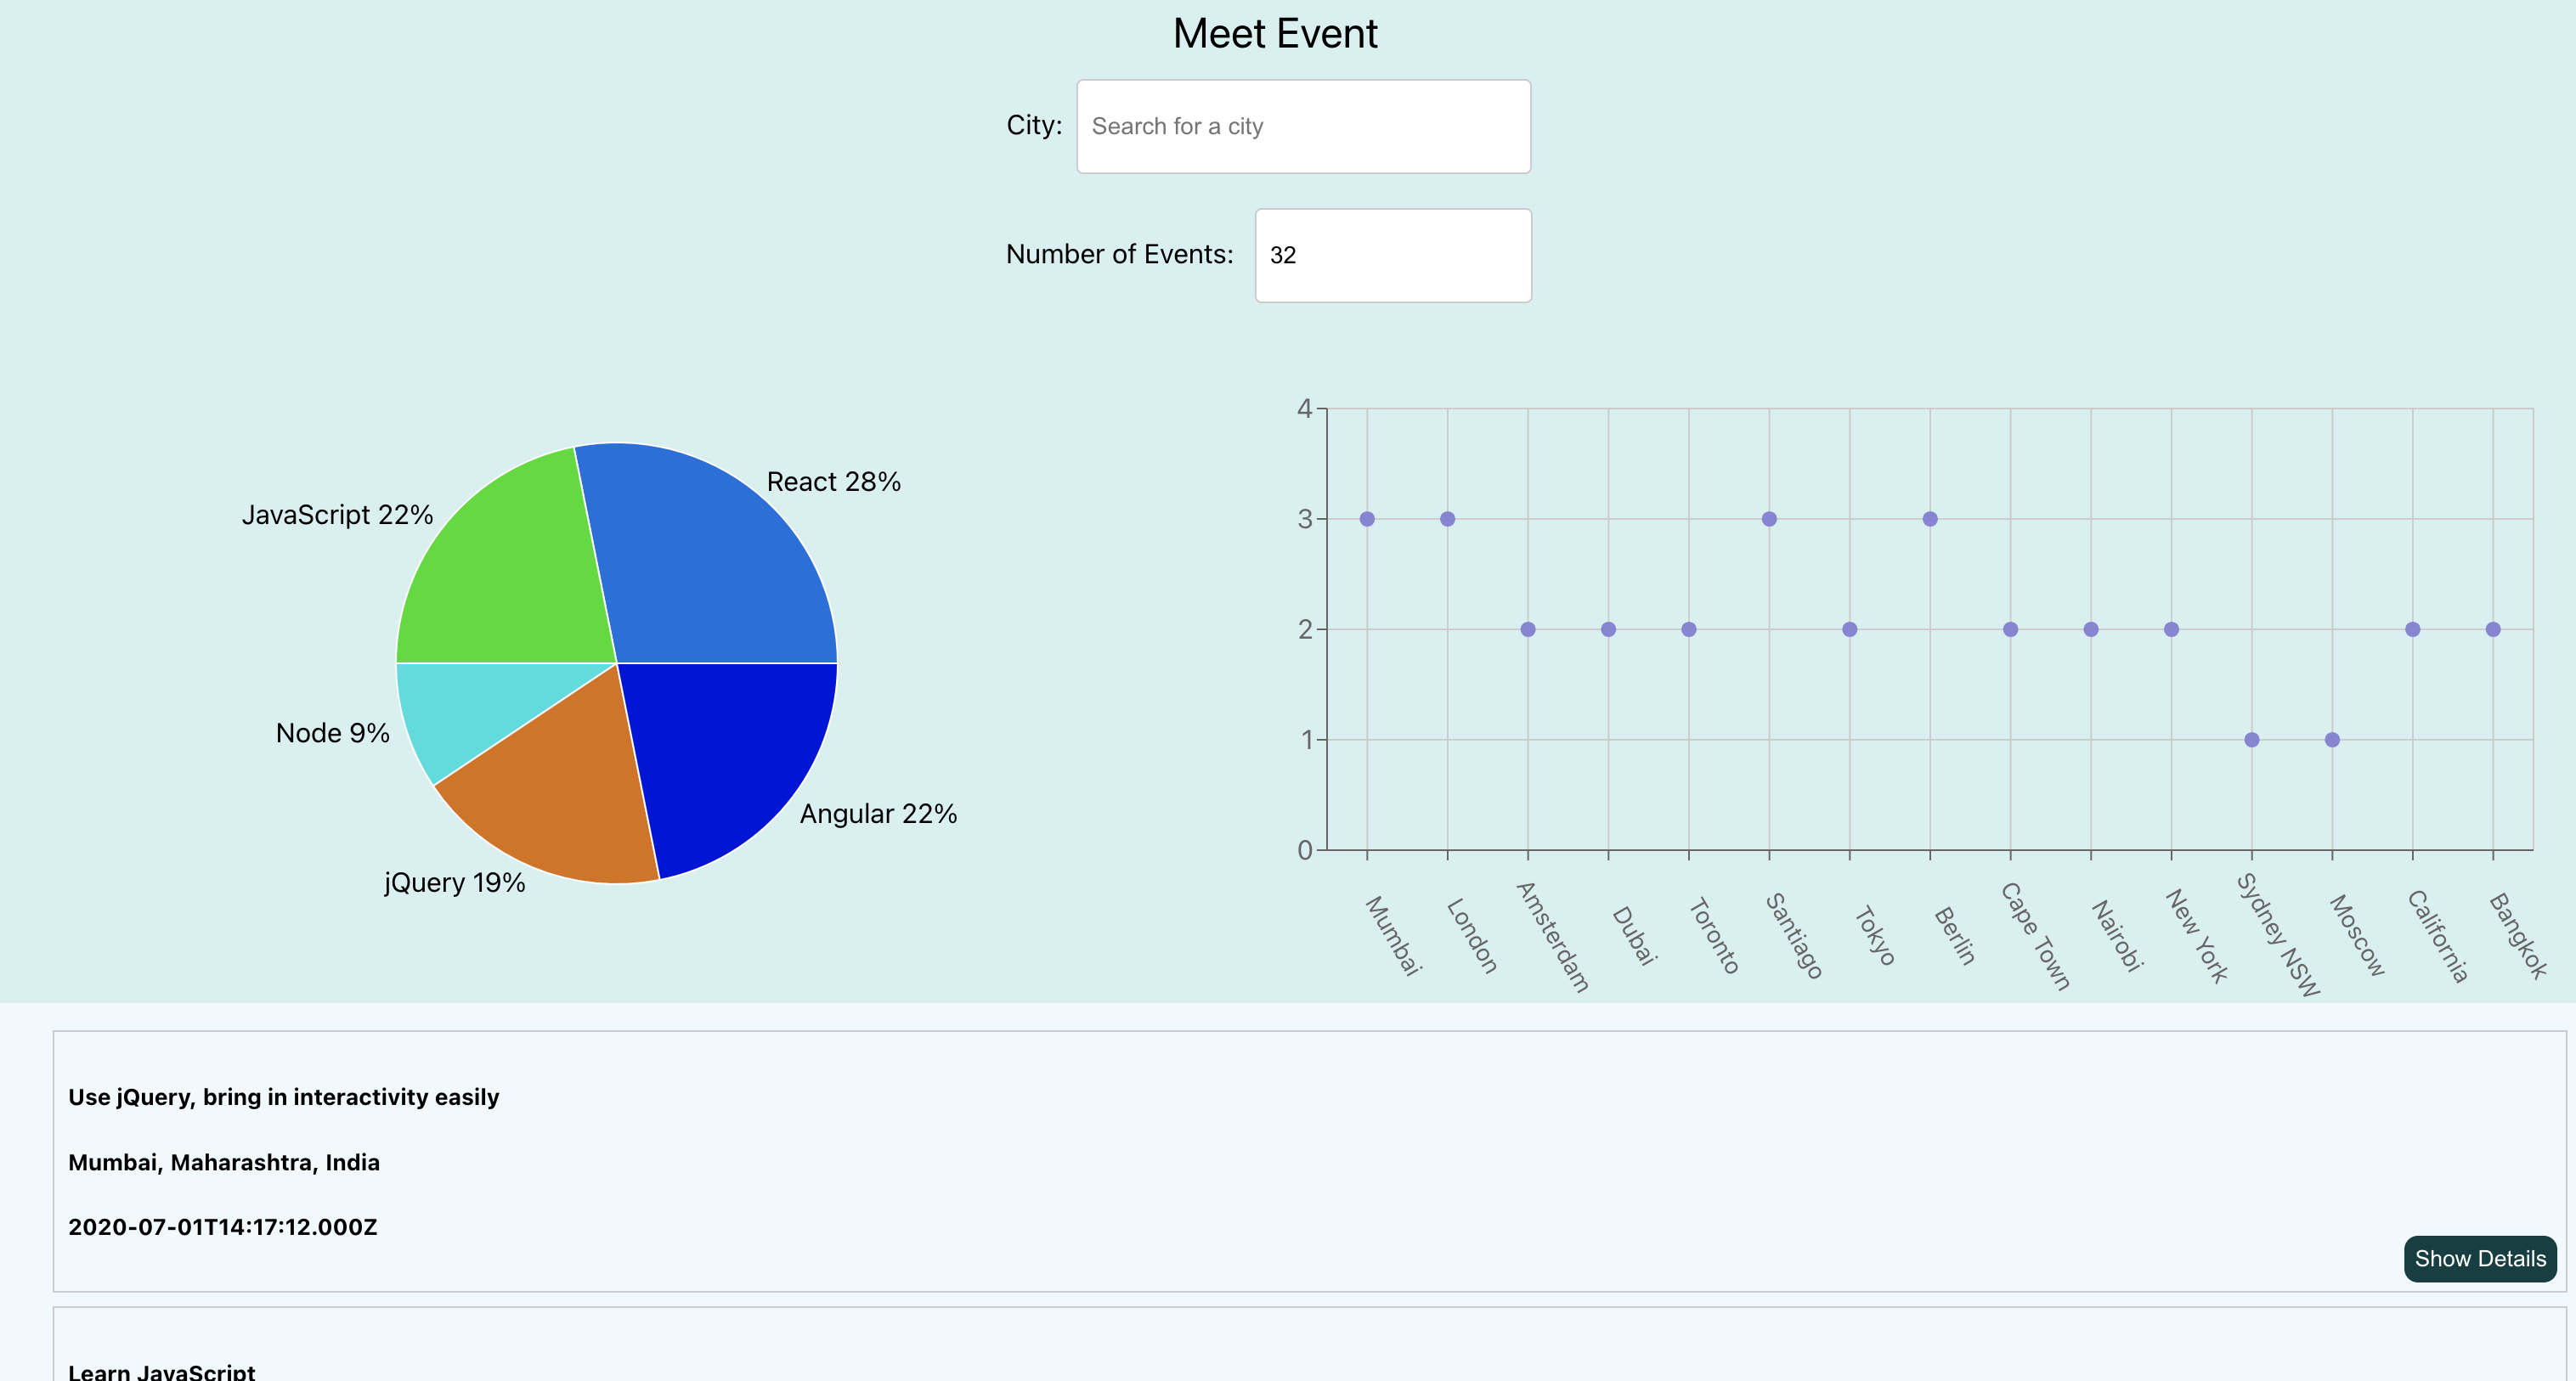 Meet Event
City: Search for a city
Number of Events: 32
React 28%
JavaScript 22%
Node 9%
jQuery 19%
Angular 22%
4
3
2
1
0
Mumbai
London
Amsterdam
Dubai
Toronto
Santiago
Tokyo
Berlin
Cape Town
Nairobi
New York
Sydney NSW
Moscow
California
Bangkok
Use jQuery, bring in interactivity easily
Mumbai, Maharashtra, India
2020-07-01T14:17:12.000Z
Show Details
Learn JavaScript